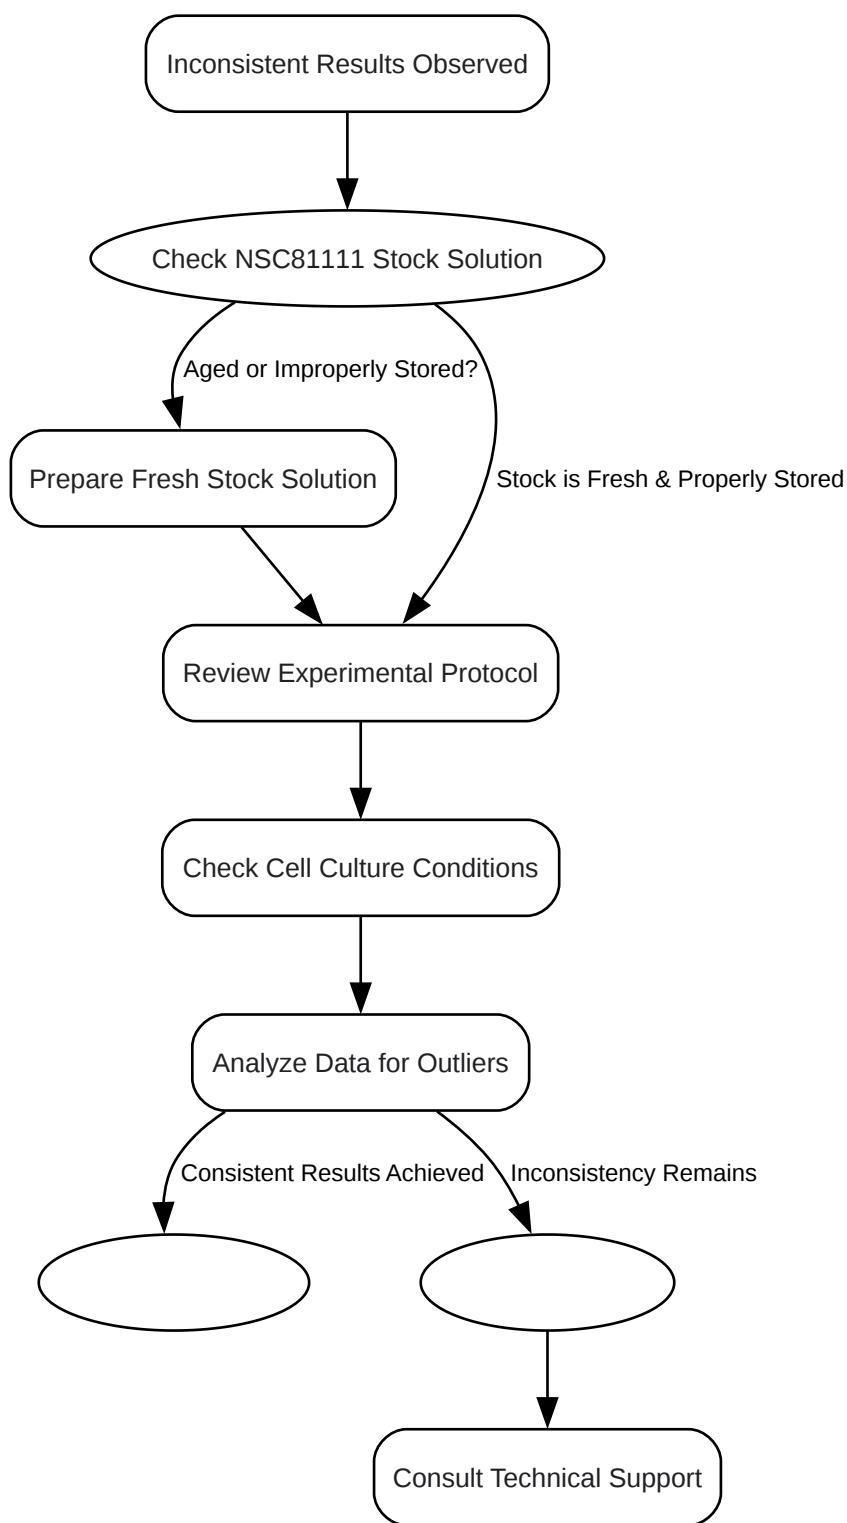 Inconsistent Results Observed
Check NSC81111 Stock Solution
Aged or Improperly Stored?
Prepare Fresh Stock Solution
Stock is Fresh & Properly Stored
Review Experimental Protocol
Check Cell Culture Conditions
Analyze Data for Outliers
Consistent Results Achieved
Inconsistency Remains
Consult Technical Support